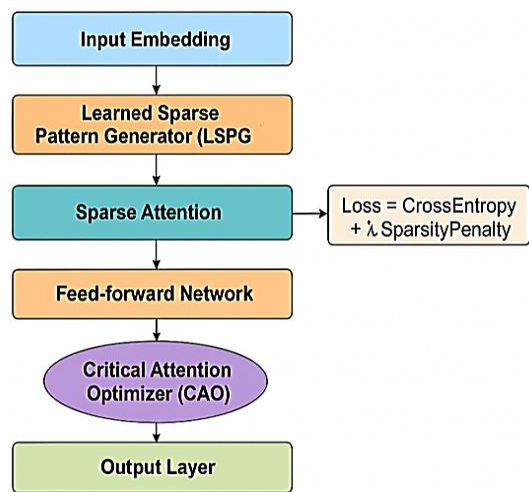 Input Embedding
Learned Sparse
Pattern Generator (LSPG
Sparse Attention
Loss = CrossEntropy
+ λ SparsityPenalty
Feed-forward Network
Critical Attention
Optimizer (CAO)
Output Layer